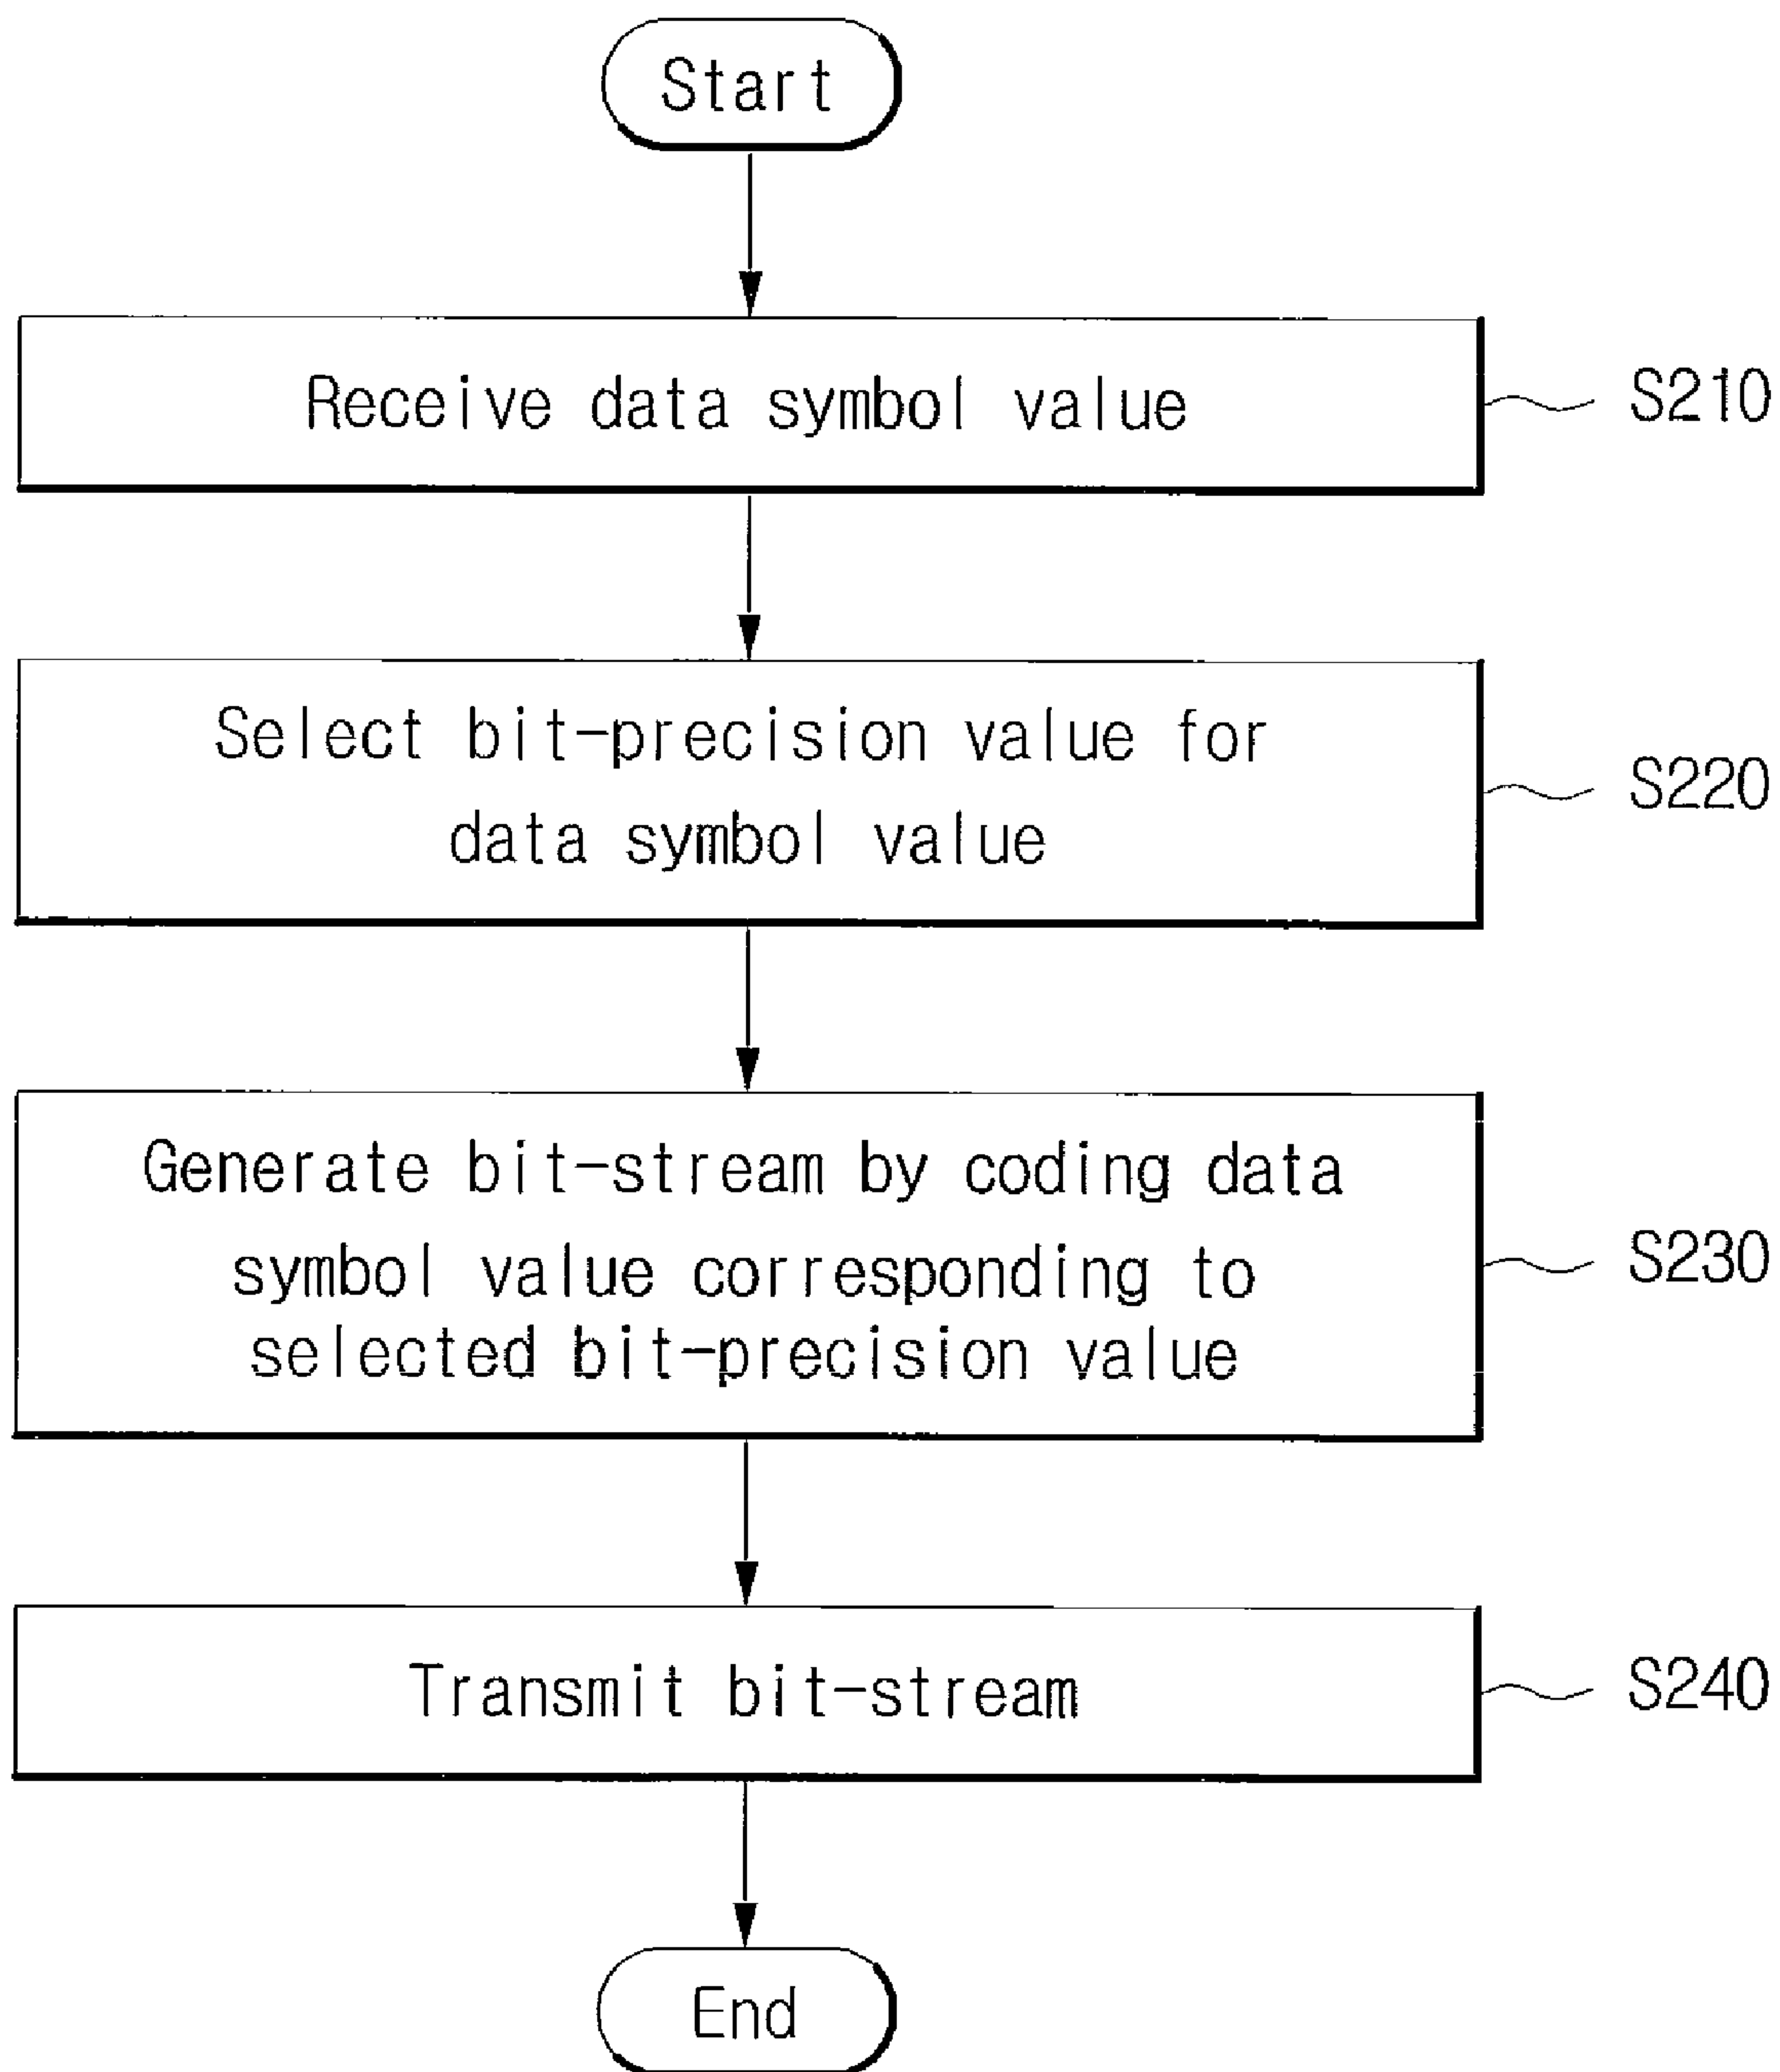 Start
Receive data symbol value
S210
Select bit-precision value for
data symbol value
S220
Generate bit-stream by coding data
symbol value corresponding to
selected bit-precision value
S230
Transmit bit-stream
S240
End